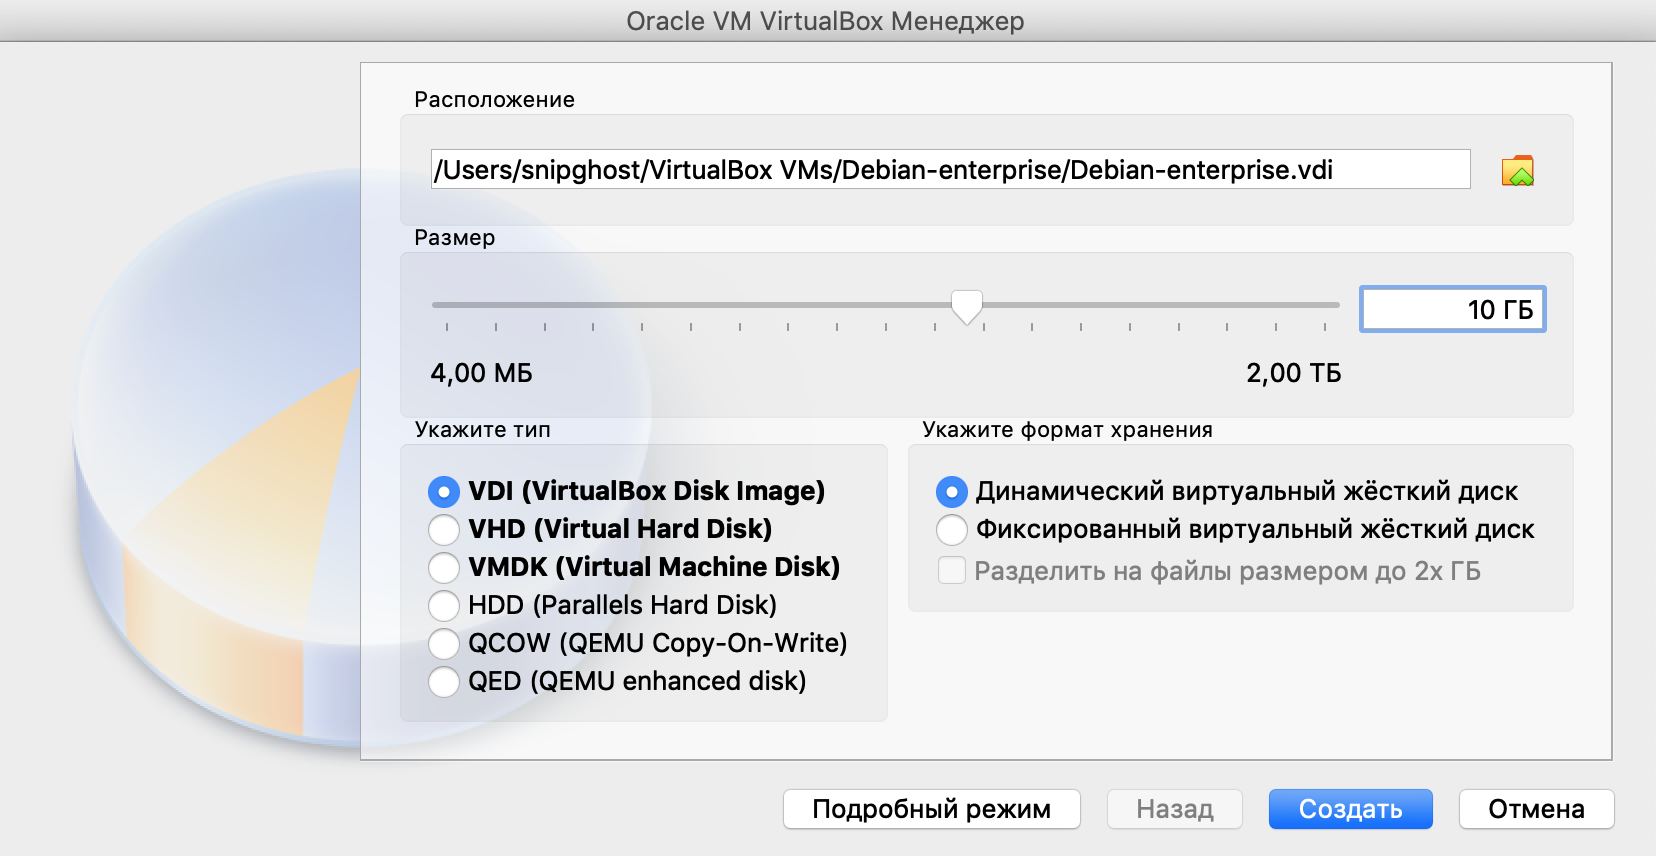 Oracle VM VirtualBox Менеджер
Расположение
/Users/snipghost/VirtualBox VMs/Debian-enterprise/Debian-enterprise.vdi
Размер
10 ГБ
4,00 МБ
2,00 ТБ
Укажите тип
VDI (VirtualBox Disk Image)
VHD (Virtual Hard Disk)
VMDK (Virtual Machine Disk)
HDD (Parallels Hard Disk)
QCOW (QEMU Copy-On-Write)
QED (QEMU enhanced disk)
Укажите формат хранения
Динамический виртуальный жёсткий диск
Фиксированный виртуальный жёсткий диск
Разделить на файлы размером до 2х ГБ
Подробный режим
Назад
Создать
Отмена